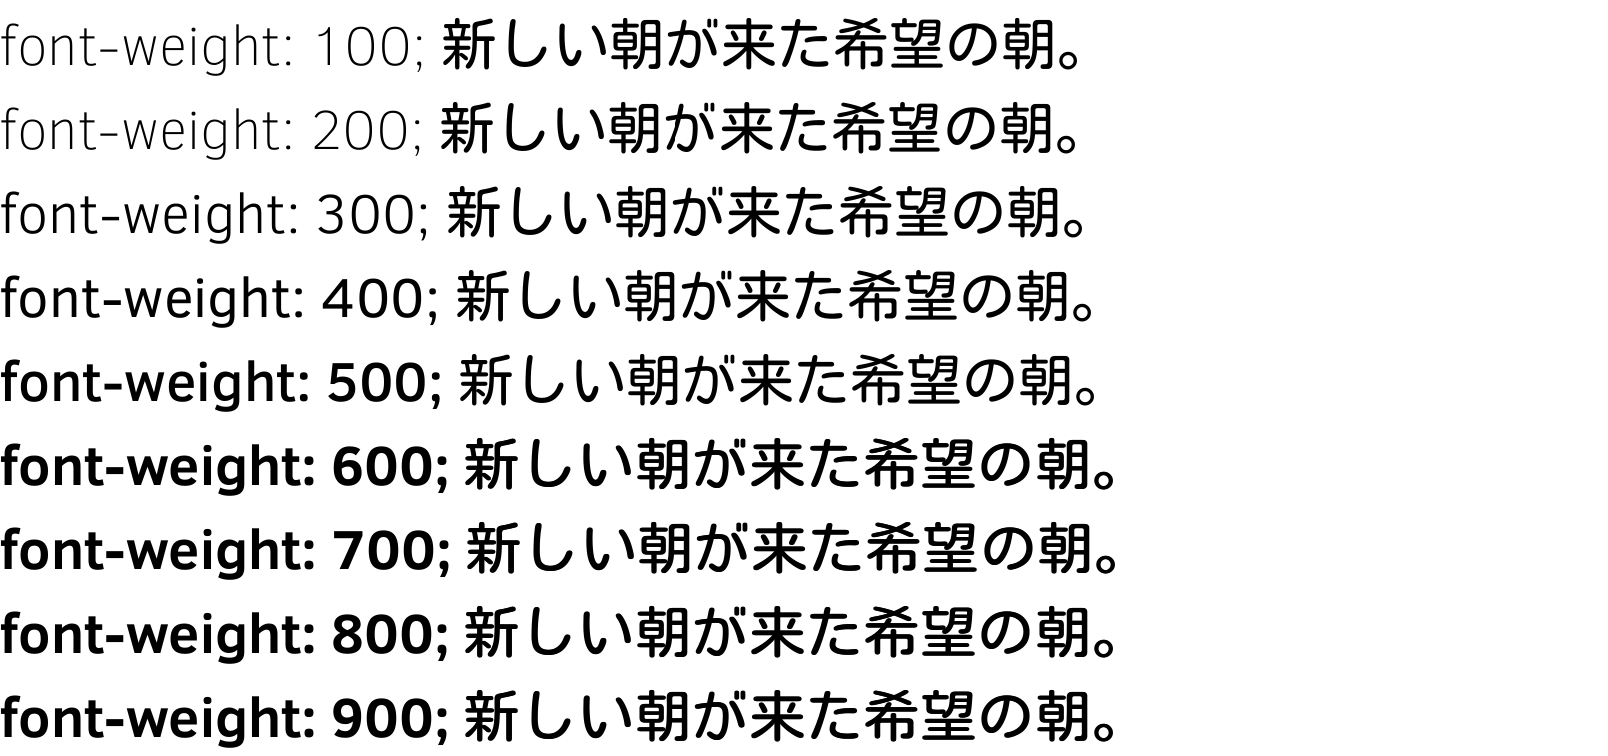 font-weight: 100; 新しい朝が来た希望の朝。
font-weight: 200; 新しい朝が来た希望の朝。
font-weight: 300; 新しい朝が来た希望の朝。
font-weight: 400; 新しい朝が来た希望の朝。
font-weight: 500; 新しい朝が来た希望の朝。
font-weight: 600; 新しい朝が来た希望の朝。
font-weight: 700; 新しい朝が来た希望の朝。
font-weight: 800; 新しい朝が来た希望の朝。
font-weight: 900; 新しい朝が来た希望の朝。